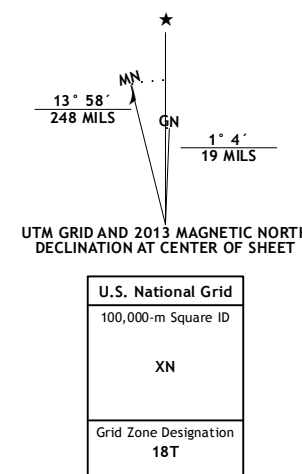 ★
MN
GN
13° 58´
248 MILS
1° 4´
19 MILS
UTM GRID AND 2013 MAGNETIC NORTH
DECLINATION AT CENTER OF SHEET
U.S. National Grid
100,000-m Square ID
XN
Grid Zone Designation
18T